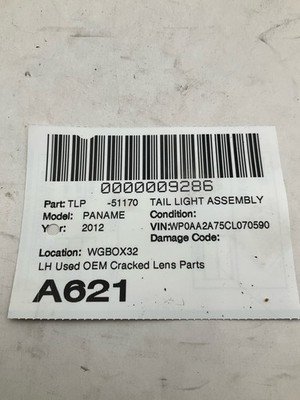 0000009286
Part: TLP -51170 TAIL LIGHT ASSEMBLY
Model: PANAME Condition:
Year: 2012 VIN:WP0AA2A75CL070590
Damage Code:
Location: WGBOX32
LH Used OEM Cracked Lens Parts
A621